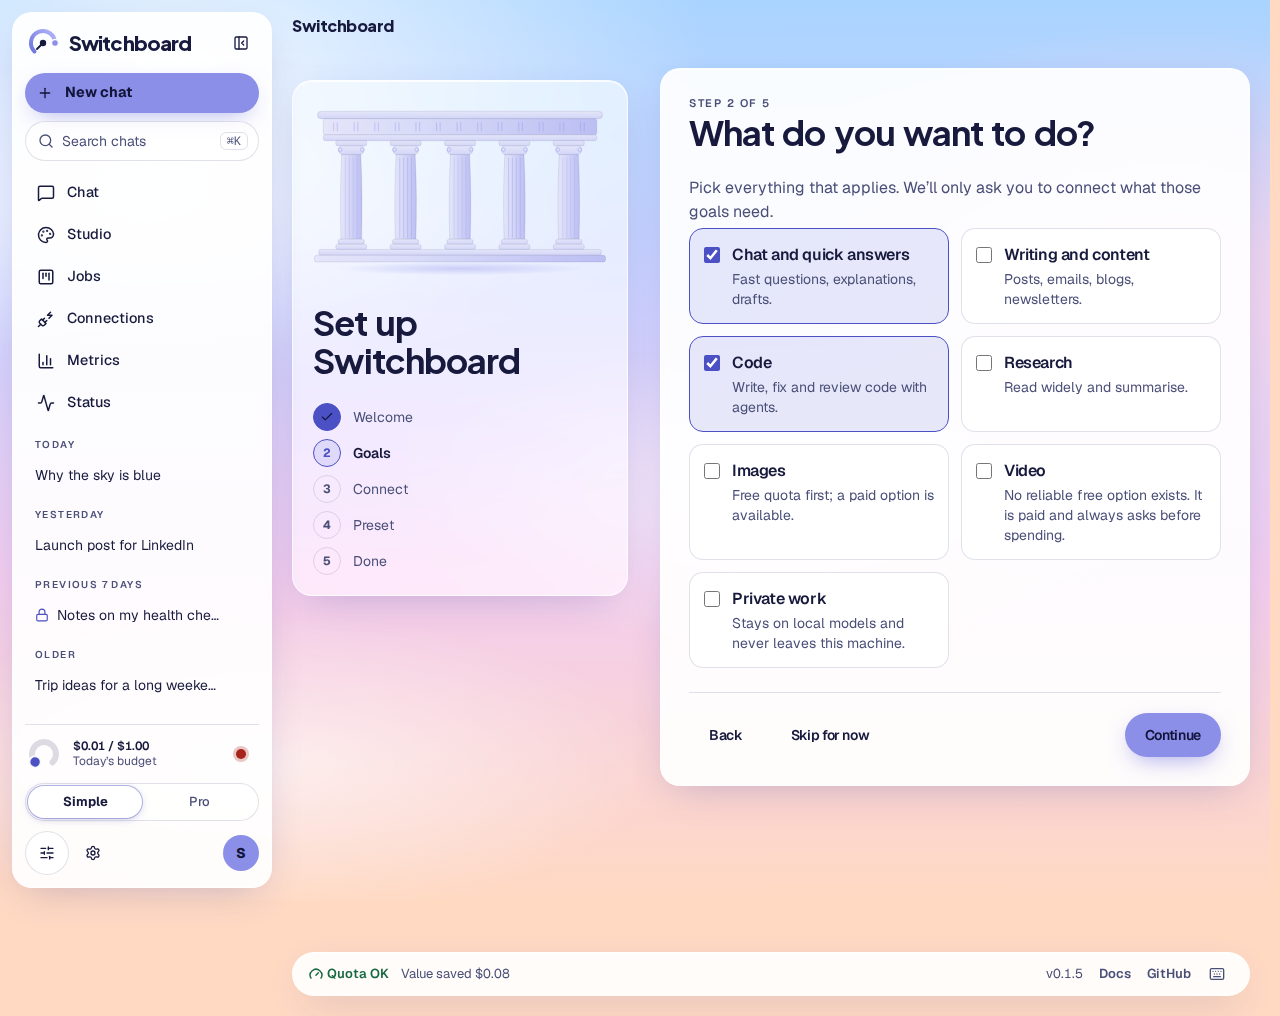 Switchboard
New chat
Search chats
⌘K
Chat
Studio
Jobs
Connections
Metrics
Status
TODAY
Why the sky is blue
YESTERDAY
Launch post for LinkedIn
PREVIOUS 7 DAYS
Notes on my health che...
OLDER
Trip ideas for a long weeke...
$0.01 / $1.00
Today's budget
Simple
Pro
S
Switchboard
Set up
Switchboard
Welcome
2 Goals
3 Connect
4 Preset
5 Done
STEP 2 OF 5
What do you want to do?
Pick everything that applies. We'll only ask you to connect what those
goals need.
Chat and quick answers
Fast questions, explanations,
drafts.
Writing and content
Posts, emails, blogs,
newsletters.
Code
Write, fix and review code with
agents.
Research
Read widely and summarise.
Images
Free quota first; a paid option is
available.
Video
No reliable free option exists. It
is paid and always asks before
spending.
Private work
Stays on local models and
never leaves this machine.
Back
Skip for now
Continue
Quota OK
Value saved $0.08
v0.1.5
Docs
GitHub